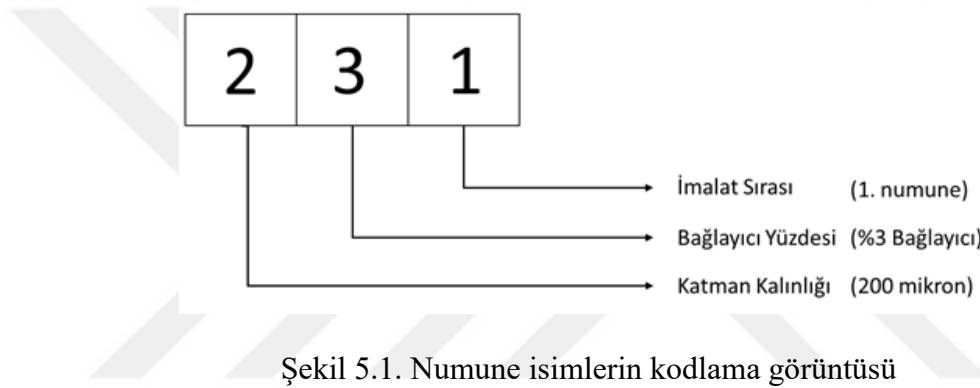 2 3 1
İmalat Sırası (1. numune)
Bağlayıcı Yüzdesi (%3 Bağlayıcı)
Katman Kalınlığı (200 mikron)
Şekil 5.1. Numune isimlerin kodlama görüntüsü